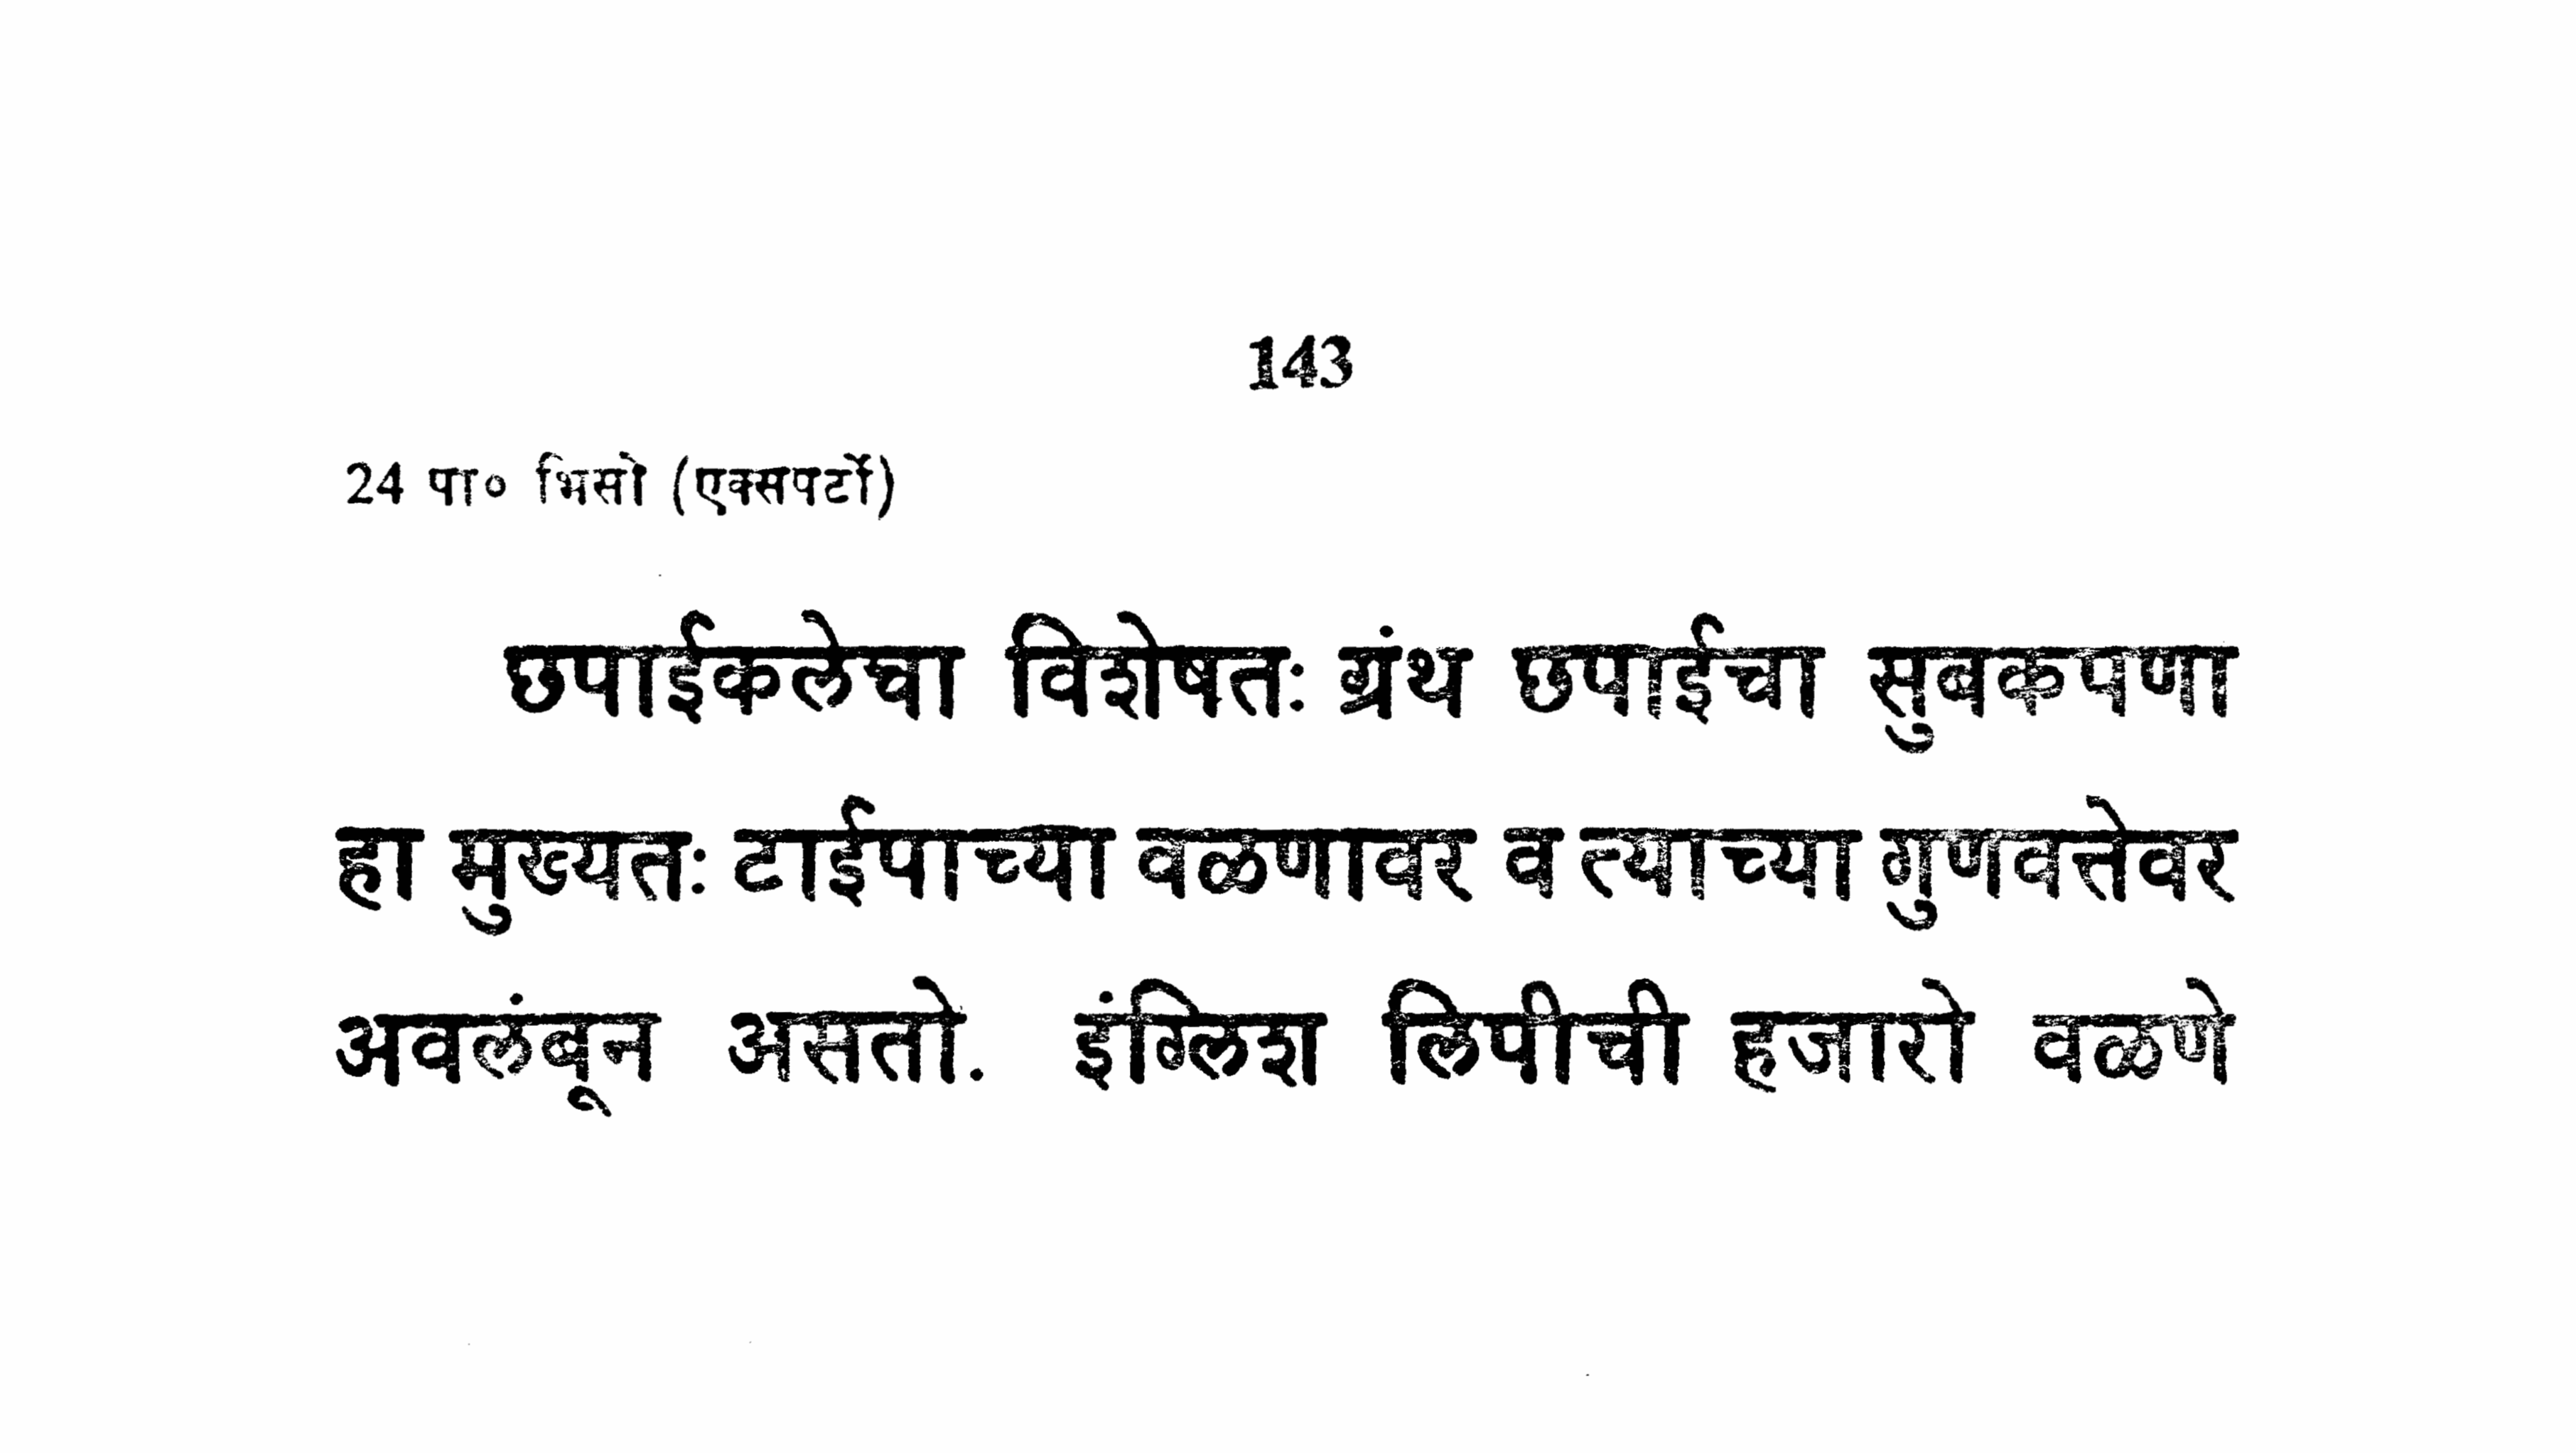 143
24 पा० भिसो (एक्सपर्टो)
छपाईकलेचा विशेषतः ग्रंथ छपाईचा सुबकपणा
हा मुख्यतः टाईपाच्या वळणावर व त्याच्या गुणवत्तेवर
अवलंबून असतो. इंग्लिश लिपीची हजारो वळणे